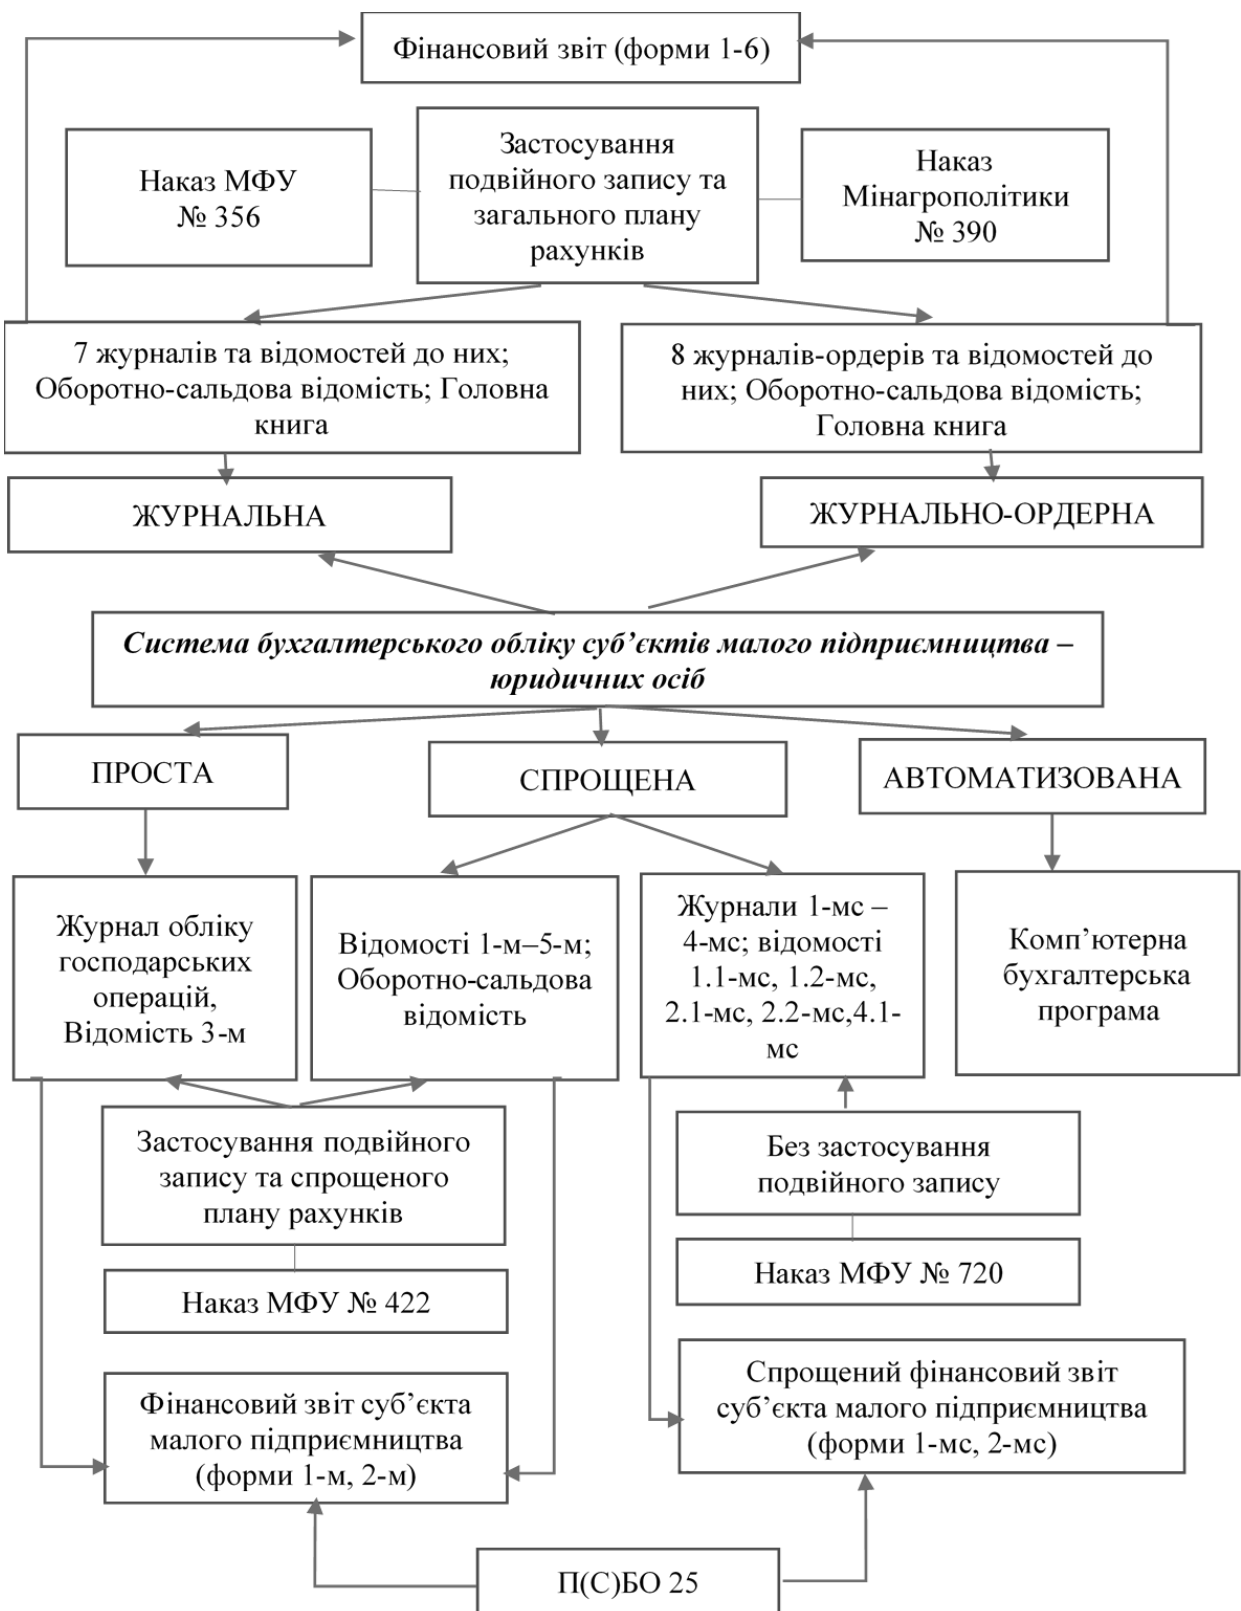 Фінансовий звіт (форми 1-6)
Наказ МФУ
№ 356
Застосування
подвійного запису та
загального плану
рахунків
Наказ
Мінагрополітики
№ 390
7 журналів та відомостей до них;
Оборотно-сальдова відомість; Головна
книга
8 журналів-ордерів та відомостей до
них; Оборотно-сальдова відомість;
Головна книга
ЖУРНАЛЬНА
ЖУРНАЛЬНО-ОРДЕРНА
Система бухгалтерського обліку суб’єктів малого підприємництва –
юридичних осіб
ПРОСТА
СПРОЩЕНА
АВТОМАТИЗОВАНА
Журнал обліку
господарських
операцій,
Відомість 3-м
Відомості 1-м–5-м;
Оборотно-сальдова
відомість
Журнали 1-мс –
4-мс; відомості
1.1-мс, 1.2-мс,
2.1-мс, 2.2-мс,4.1-
мс
Комп’ютерна
бухгалтерська
програма
Застосування подвійного
запису та спрощеного
плану рахунків
Без застосування
подвійного запису
Наказ МФУ № 422
Наказ МФУ № 720
Фінансовий звіт суб’єкта
малого підприємництва
(форми 1-м, 2-м)
Спрощений фінансовий звіт
суб’єкта малого підприємництва
(форми 1-мс, 2-мс)
П(С)БО 25